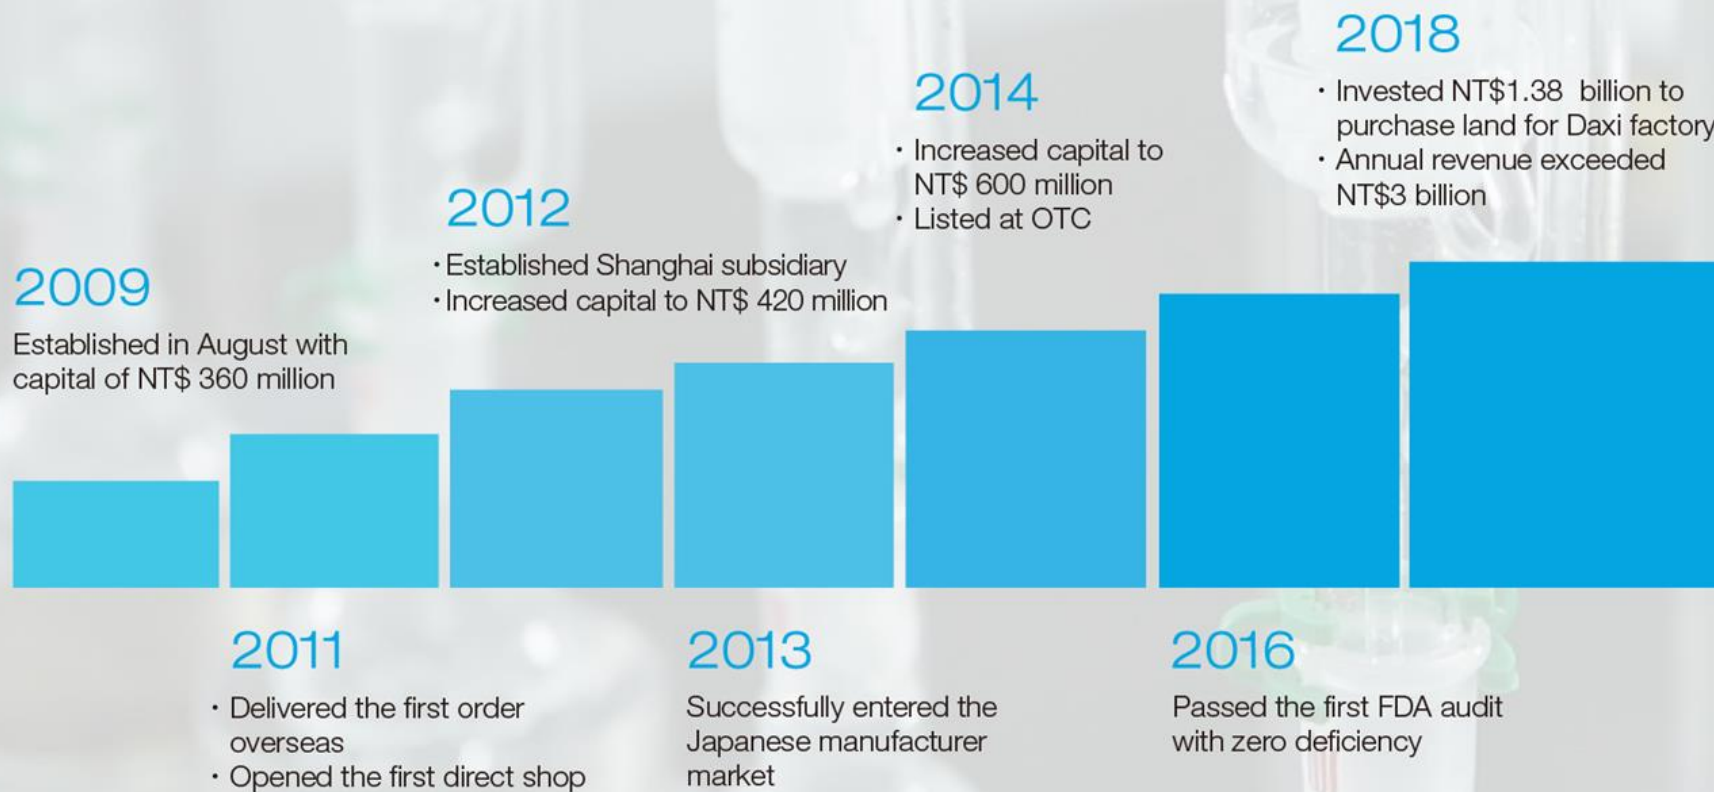 2009
Established in August with
capital of NT$ 360 million
2011
· Delivered the first order
overseas
· Opened the first direct shop
2012
· Established Shanghai subsidiary
· Increased capital to NT$ 420 million
2013
Successfully entered the
Japanese manufacturer
market
2014
· Increased capital to
NT$ 600 million
· Listed at OTC
2016
Passed the first FDA audit
with zero deficiency
2018
· Invested NT$1.38 billion to
purchase land for Daxi factory
· Annual revenue exceeded
NT$3 billion